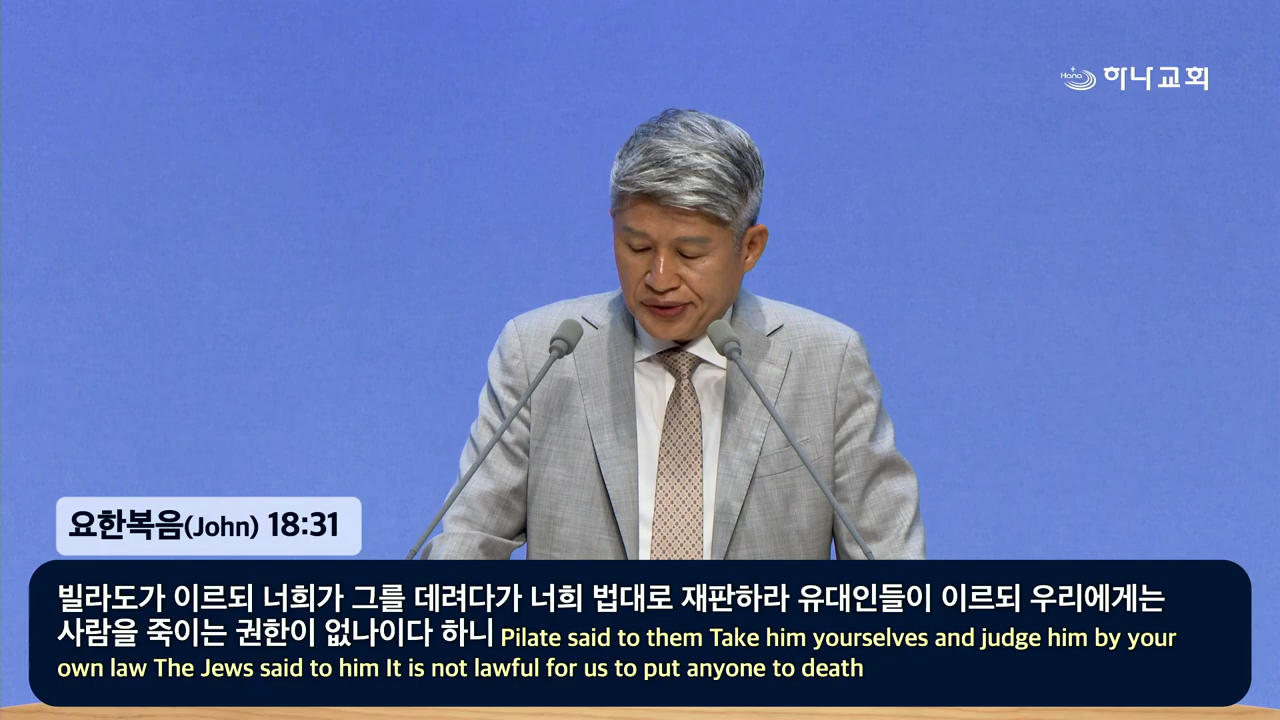 Hana 하나교회
요한복음(John) 18:31
빌라도가 이르되 너희가 그를 데려다가 너희 법대로 재판하라 유대인들이 이르되 우리에게는
사람을 죽이는 권한이 없나이다 하니 Pilate said to them Take him yourselves and judge him by your
own law The Jews said to him It is not lawful for us to put anyone to death